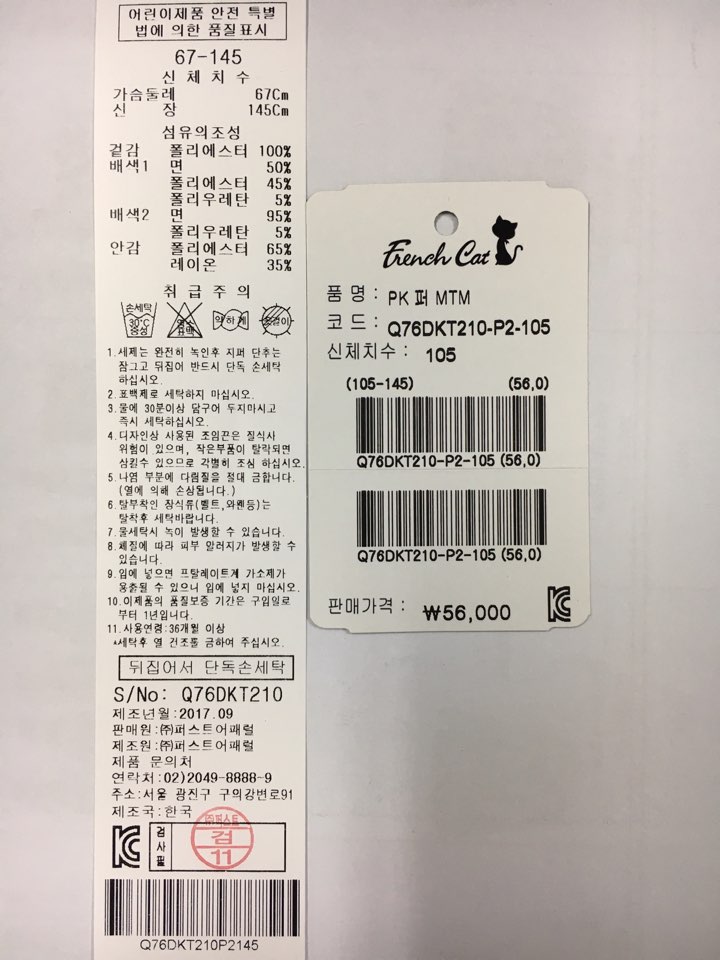 어린이제품 안전 특별
법에 의한 품질표시
67-145
신 체 치 수
가슴둘레 67Cm
신 장 145Cm
섬유의조성
겉감 폴리에스터 100%
배색1 면 50%
폴리에스터 45%
폴리우레탄 5%
배색2 면 95%
폴리우레탄 5%
안감 폴리에스터 65%
레이온 35%
취 급 주 의
손세탁
30°C
중성
염소
표백
약하게
옷걸이
1.세제는 완전히 녹인후 지퍼 단추는
잠그고 뒤집어 반드시 단독 손세탁
하십시오.
2.표백제로 세탁하지 마십시오.
3.물에 30분이상 담구어 두지마시고
즉시 세탁하십시오.
4.디자인상 사용된 조임끈은 질식사
위험이 있으며, 작은부품이 탈락되면
삼킬수 있으므로 각별히 조심 하십시오.
5.나염 부분에 다림질을 절대 금합니다.
(열에 의해 손상됩니다.)
6.탈부착인 장식류(벨트,와펜등)는
탈착후 세탁바랍니다.
7.물세탁시 녹이 발생할 수 있습니다.
8.체질에 따라 피부 알러지가 발생할 수
있습니다.
9.입에 넣으면 프탈레이트계 가소제가
용출될 수 있으니 입에 넣지 마십시오.
10.이제품의 품질보증 기간은 구입일로
부터 1년입니다.
11.사용연령:36개월 이상
*세탁후 열 건조를 금하여 주십시오.
뒤집어서 단독손세탁
S/No: Q76DKT210
제조년월:2017.09
판매원:㈜퍼스트어패럴
제조원:㈜퍼스트어패럴
제품 문의처
연락처:02)2049-8888-9
주소:서울 광진구 구의강변로91
제조국:한국
검사필
㈜퍼스트
검
11
Q76DKT210P2145
French Cat
품 명 : PK 퍼 MTM
코 드 : Q76DKT210-P2-105
신체치수 : 105
(105-145) (56,0)
Q76DKT210-P2-105 (56,0)
Q76DKT210-P2-105 (56,0)
판매가격 : ₩56,000